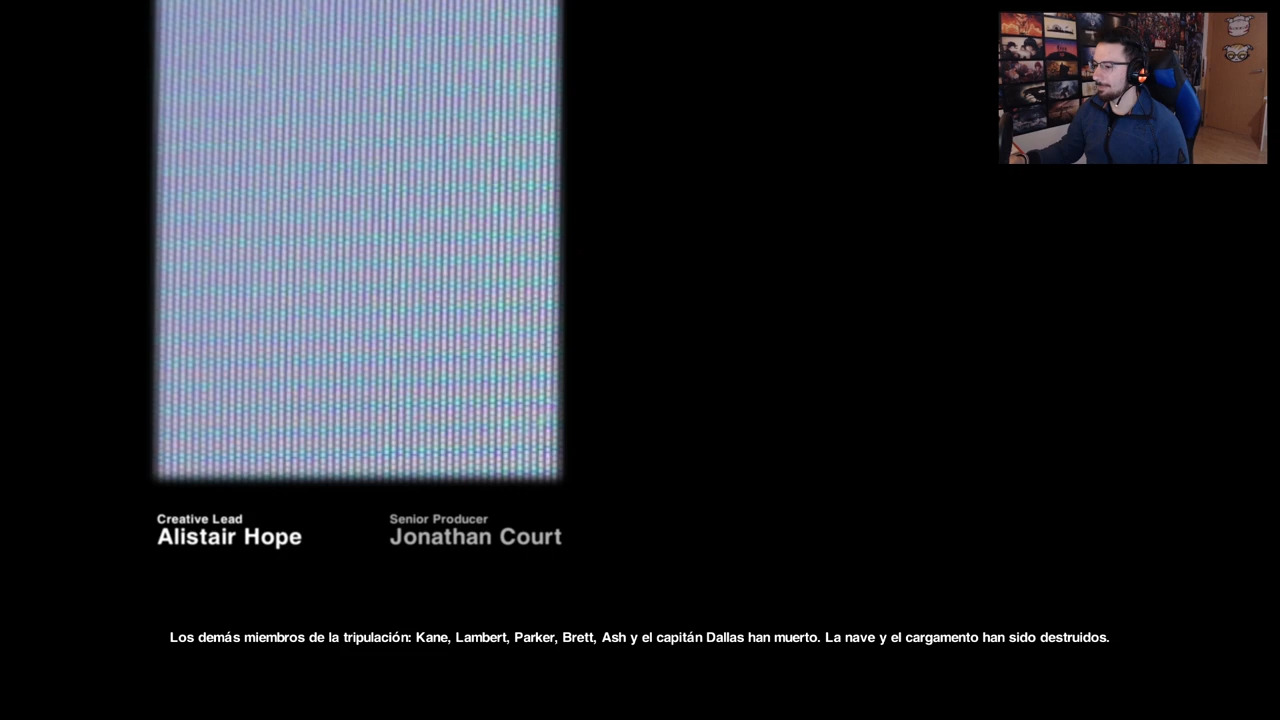 Creative Lead
Alistair Hope
Senior Producer
Jonathan Court
Los demás miembros de la tripulación: Kane, Lambert, Parker, Brett, Ash y el capitán Dallas han muerto. La nave y el cargamento han sido destruidos.